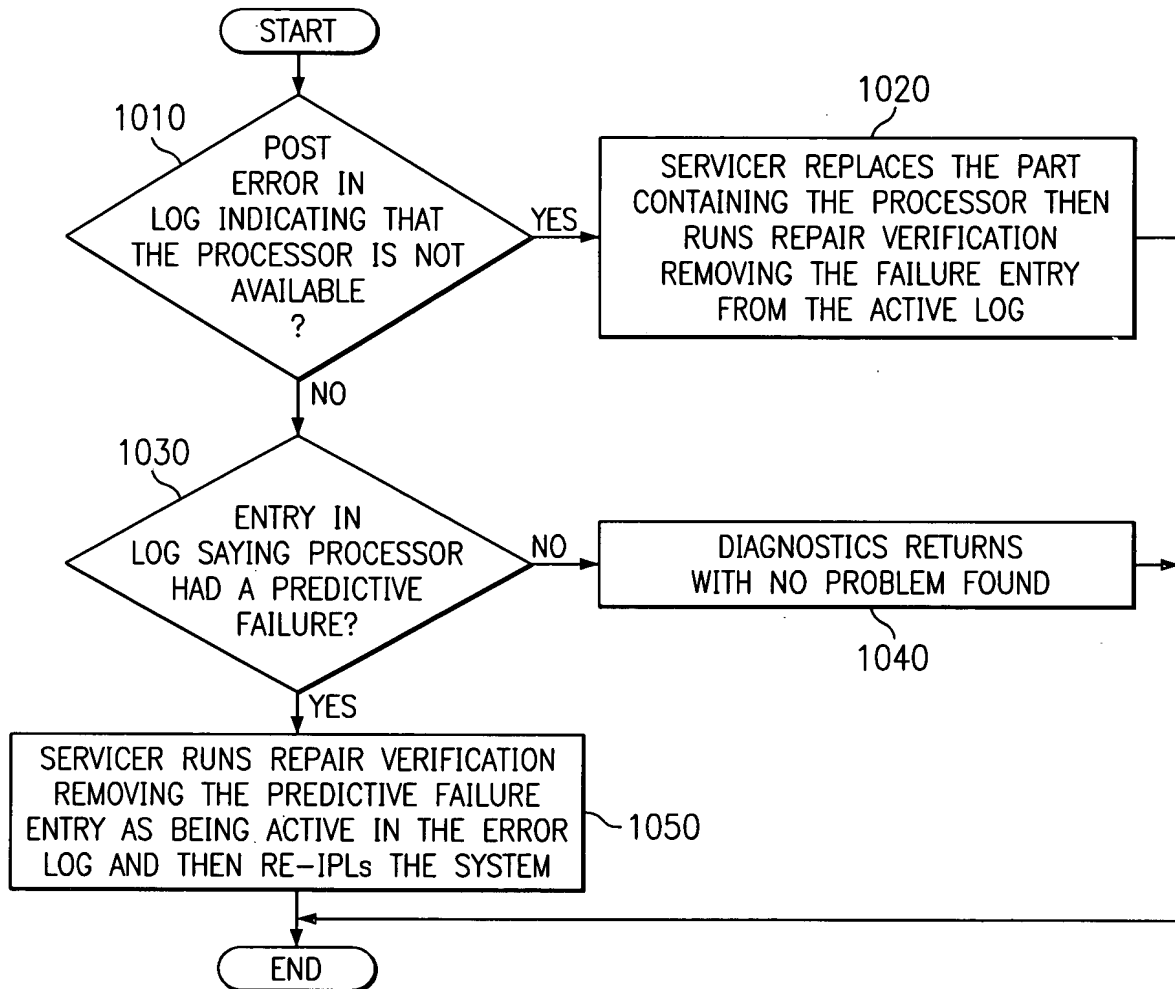 START
1010
POST
ERROR IN
LOG INDICATING THAT
THE PROCESSOR IS NOT
AVAILABLE
?
YES
1020
SERVICER REPLACES THE PART
CONTAINING THE PROCESSOR THEN
RUNS REPAIR VERIFICATION
REMOVING THE FAILURE ENTRY
FROM THE ACTIVE LOG
NO
1030
ENTRY IN
LOG SAYING PROCESSOR
HAD A PREDICTIVE
FAILURE?
NO
DIAGNOSTICS RETURNS
WITH NO PROBLEM FOUND
1040
YES
SERVICER RUNS REPAIR VERIFICATION
REMOVING THE PREDICTIVE FAILURE
ENTRY AS BEING ACTIVE IN THE ERROR
LOG AND THEN RE-IPLs THE SYSTEM
1050
END